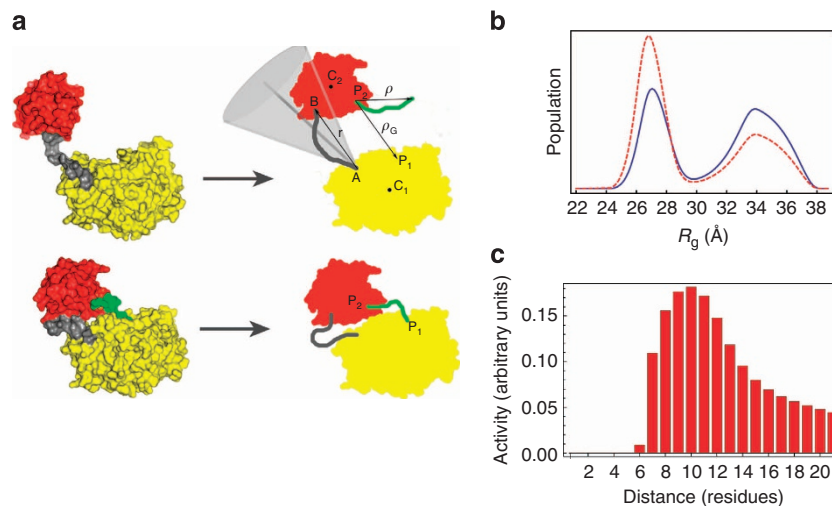 a
C₂
B
P₂
ρ
r
ρG
P₁
A
C₁
P₂
P₁
b
Population
22 24 26 28 30 32 34 36 38
Rg (Å)
c
Activity (arbitrary units)
0.15
0.10
0.05
0.00
2 4 6 8 10 12 14 16 18 20
Distance (residues)